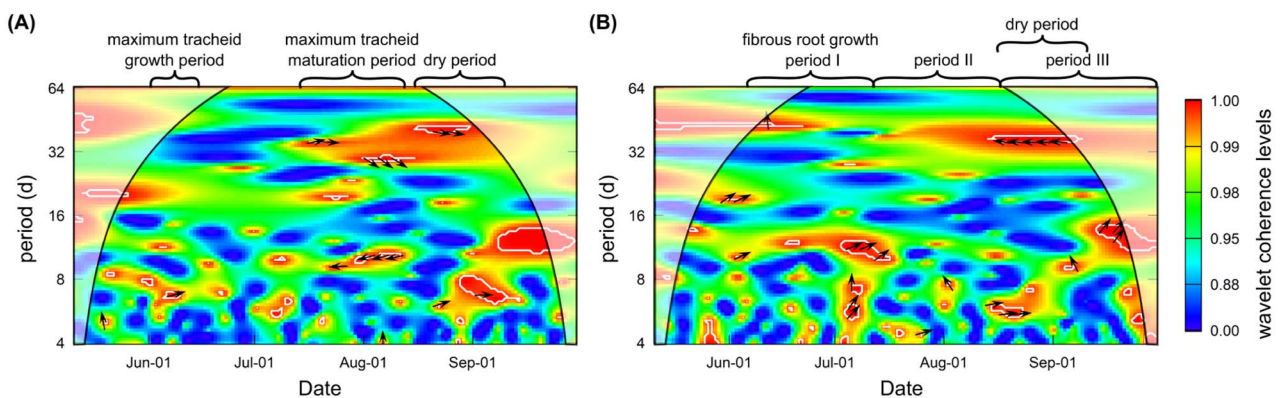 (A)
maximum tracheid
growth period
maximum tracheid
maturation period
dry period
64
32
16
8
4
period (d)
Jun-01
Jul-01
Aug-01
Sep-01
Date
(B)
dry period
fibrous root growth
period I
period II
period III
64
32
16
8
4
period (d)
Jun-01
Jul-01
Aug-01
Sep-01
Date
1.00
0.99
0.98
0.95
0.88
0.00
wavelet coherence levels